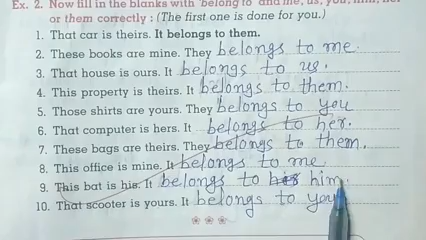 Ex. 2. Now fill in the blanks with 'belong to' and me, us, you, him, her
or them correctly : (The first one is done for you.)
1. That car is theirs. It belongs to them.
2. These books are mine. They belongs to me.
3. That house is ours. It belongs to us.
4. This property is theirs. It belongs to them.
5. Those shirts are yours. They belongs to you
6. That computer is hers. It belongs to her.
7. These bags are theirs. They belongs to them.
8. This office is mine. It belongs to me.
9. This bat is his. It belongs to him.
10. That scooter is yours. It belongs to you